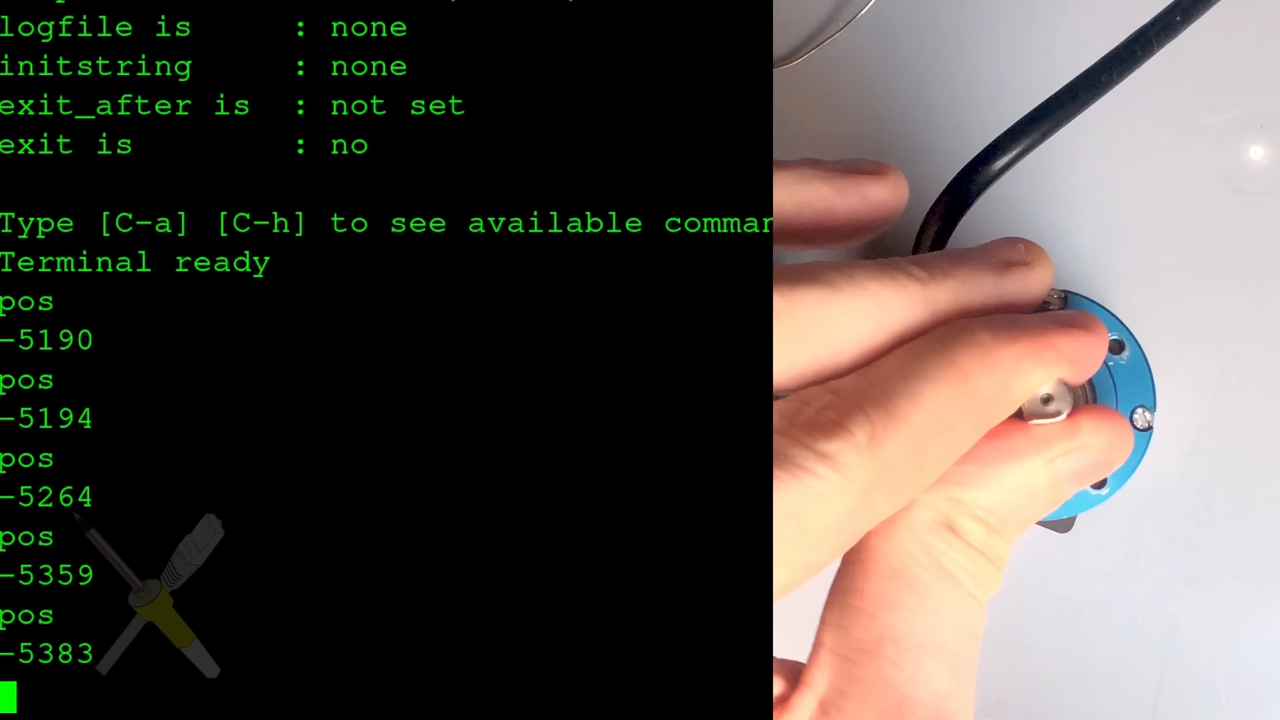 logfile is      : none
initstring      : none
exit_after is   : not set
exit is         : no
Type [C-a] [C-h] to see available
Terminal ready
pos
-5190
pos
-5194
pos
-5264
pos
-5359
pos
-5383